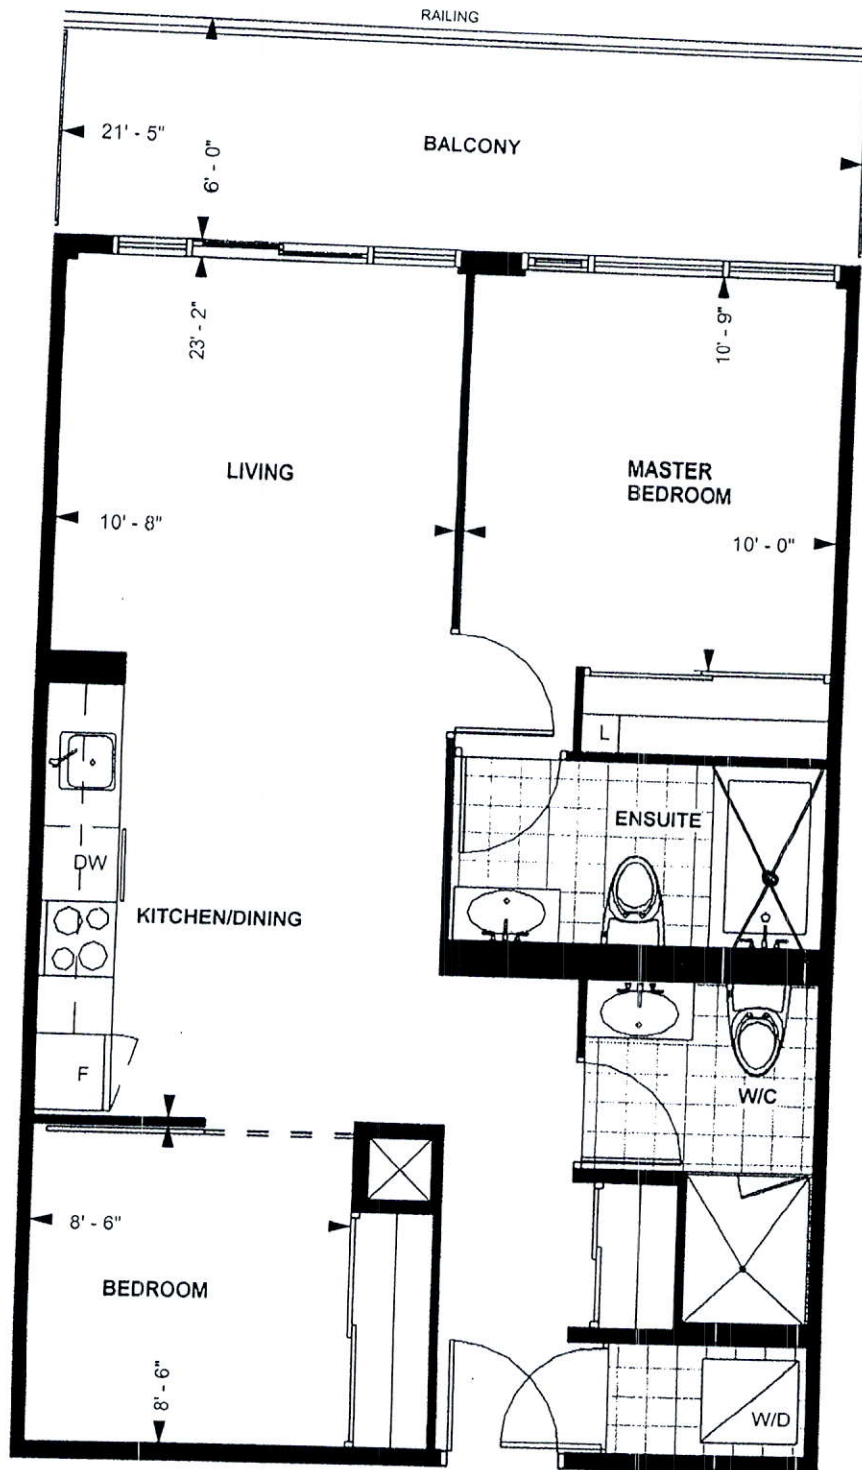 RAILING
21' - 5"
6' - 0"
BALCONY
23' - 2"
10' - 9"
LIVING
MASTER
BEDROOM
10' - 8"
10' - 0"
L
ENSUITE
DW
KITCHEN/DINING
F
W/C
8' - 6"
BEDROOM
8' - 6"
W/D